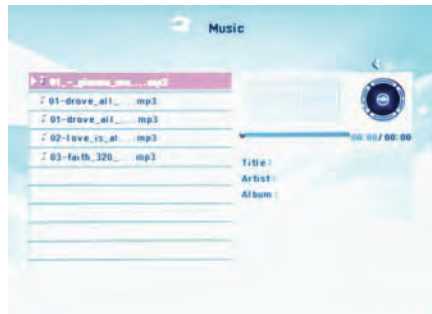 Music
01-drove_all_... .mp3
01-drove_all_... .mp3
02-love_is_al...mp3
03-faith_320_... .mp3
00:00/00:00
Title:
Artist:
Album: